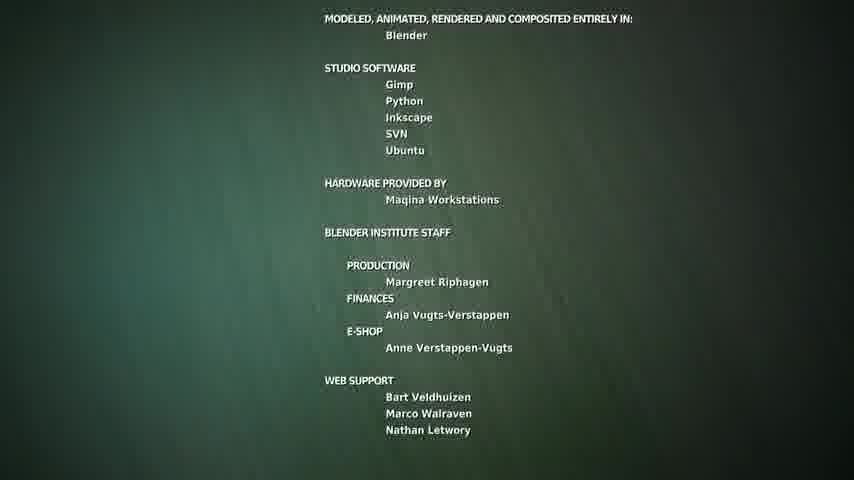 MODELED, ANIMATED, RENDERED AND COMPOSITED ENTIRELY IN:
Blender
STUDIO SOFTWARE
Gimp
Python
Inkscape
SVN
Ubuntu
HARDWARE PROVIDED BY
Maqina Workstations
BLENDER INSTITUTE STAFF
PRODUCTION
Margreet Riphagen
FINANCES
Anja Vugts-Verstappen
E-SHOP
Anne Verstappen-Vugts
WEB SUPPORT
Bart Veldhuizen
Marco Walraven
Nathan Letwory